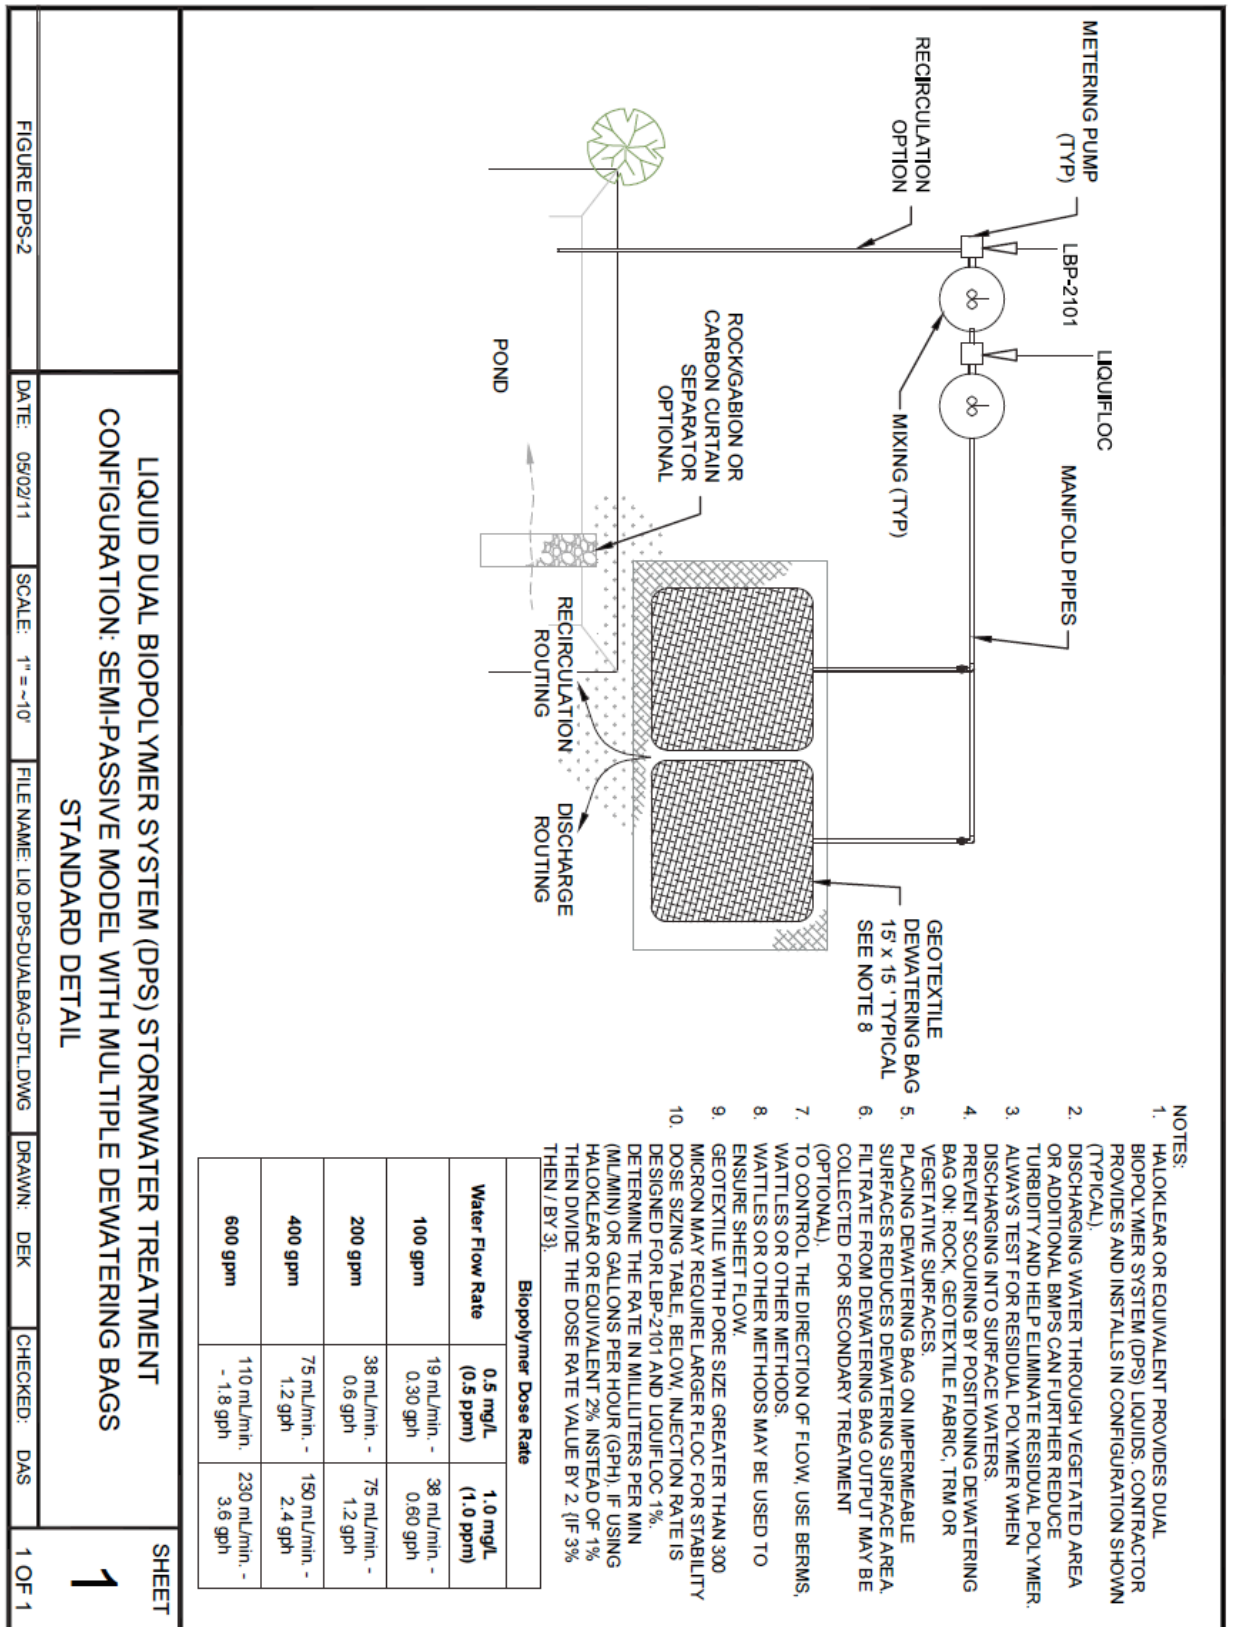 METERING PUMP
(TYP)
LBP-2101
LIQUIFLOC
RECIRCULATION
OPTION
MIXING (TYP)
MANIFOLD PIPES
ROCK/GABION OR
CARBON CURTAIN
SEPARATOR
OPTIONAL
POND
RECIRCULATION
ROUTING
DISCHARGE
ROUTING
GEOTEXTILE
DEWATERING BAG
15' x 15 ' TYPICAL
SEE NOTE 8
NOTES:
1. HALOKLEAR OR EQUIVALENT PROVIDES DUAL
BIOPOLYMER SYSTEM (DPS) LIQUIDS. CONTRACTOR
PROVIDES AND INSTALLS IN CONFIGURATION SHOWN
(TYPICAL).
2. DISCHARGING WATER THROUGH VEGETATED AREA
OR ADDITIONAL BMPS CAN FURTHER REDUCE
TURBIDITY AND HELP ELIMINATE RESIDUAL POLYMER.
3. ALWAYS TEST FOR RESIDUAL POLYMER WHEN
DISCHARGING INTO SURFACE WATERS.
4. PREVENT SCOURING BY POSITIONING DEWATERING
BAG ON: ROCK, GEOTEXTILE FABRIC, TRM OR
VEGETATIVE SURFACES.
5. PLACING DEWATERING BAG ON IMPERMEABLE
SURFACES REDUCES DEWATERING SURFACE AREA.
6. FILTRATE FROM DEWATERING BAG OUTPUT MAY BE
COLLECTED FOR SECONDARY TREATMENT
(OPTIONAL).
7. TO CONTROL THE DIRECTION OF FLOW, USE BERMS,
WATTLES OR OTHER METHODS.
8. WATTLES OR OTHER METHODS MAY BE USED TO
ENSURE SHEET FLOW.
9. GEOTEXTILE WITH PORE SIZE GREATER THAN 300
MICRON MAY REQUIRE LARGER FLOC FOR STABILITY
10. DOSE SIZING TABLE, BELOW, INJECTION RATE IS
DESIGNED FOR LBP-2101 AND LIQUIFLOC 1%.
DETERMINE THE RATE IN MILLILITERS PER MIN
(ML/MIN) OR GALLONS PER HOUR (GPH). IF USING
HALOKLEAR OR EQUIVALENT 2% INSTEAD OF 1%
THEN DIVIDE THE DOSE RATE VALUE BY 2. {IF 3%
THEN / BY 3}.
Biopolymer Dose Rate
Water Flow Rate
0.5 mg/L
(0.5 ppm)
1.0 mg/L
(1.0 ppm)
100 gpm
19 mL/min. -
0.30 gph
38 mL/min. -
0.60 gph
200 gpm
38 mL/min. -
0.6 gph
75 mL/min. -
1.2 gph
400 gpm
75 mL/min. -
1.2 gph
150 mL/min. -
2.4 gph
600 gpm
110 mL/min.
- 1.8 gph
230 mL/min. -
3.6 gph
LIQUID DUAL BIOPOLYMER SYSTEM (DPS) STORMWATER TREATMENT
CONFIGURATION: SEMI-PASSIVE MODEL WITH MULTIPLE DEWATERING BAGS
STANDARD DETAIL
SHEET
1
FIGURE DPS-2
DATE: 05/02/11
SCALE: 1" = ~10'
FILE NAME: LIQ DPS-DUALBAG-DTL.DWG
DRAWN: DEK
CHECKED: DAS
1 OF 1